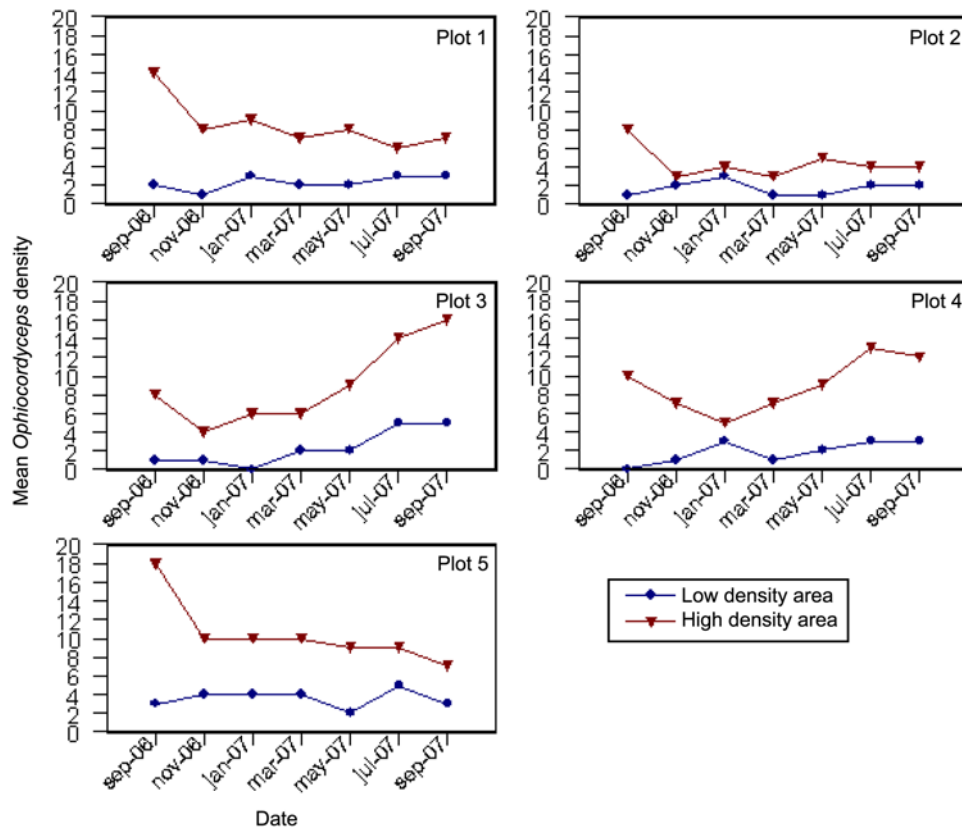 Plot 1
20
18
16
14
12
10
8
6
4
2
0
sep-06
nov-06
jan-07
mar-07
may-07
jul-07
sep-07
Plot 2
20
18
16
14
12
10
8
6
4
2
0
sep-06
nov-06
jan-07
mar-07
may-07
jul-07
sep-07
Mean Ophiocordyceps density
Plot 3
20
18
16
14
12
10
8
6
4
2
0
sep-06
nov-06
jan-07
mar-07
may-07
jul-07
sep-07
Plot 4
20
18
16
14
12
10
8
6
4
2
0
sep-06
nov-06
jan-07
mar-07
may-07
jul-07
sep-07
Plot 5
20
18
16
14
12
10
8
6
4
2
0
sep-06
nov-06
jan-07
mar-07
may-07
jul-07
sep-07
Low density area
High density area
Date